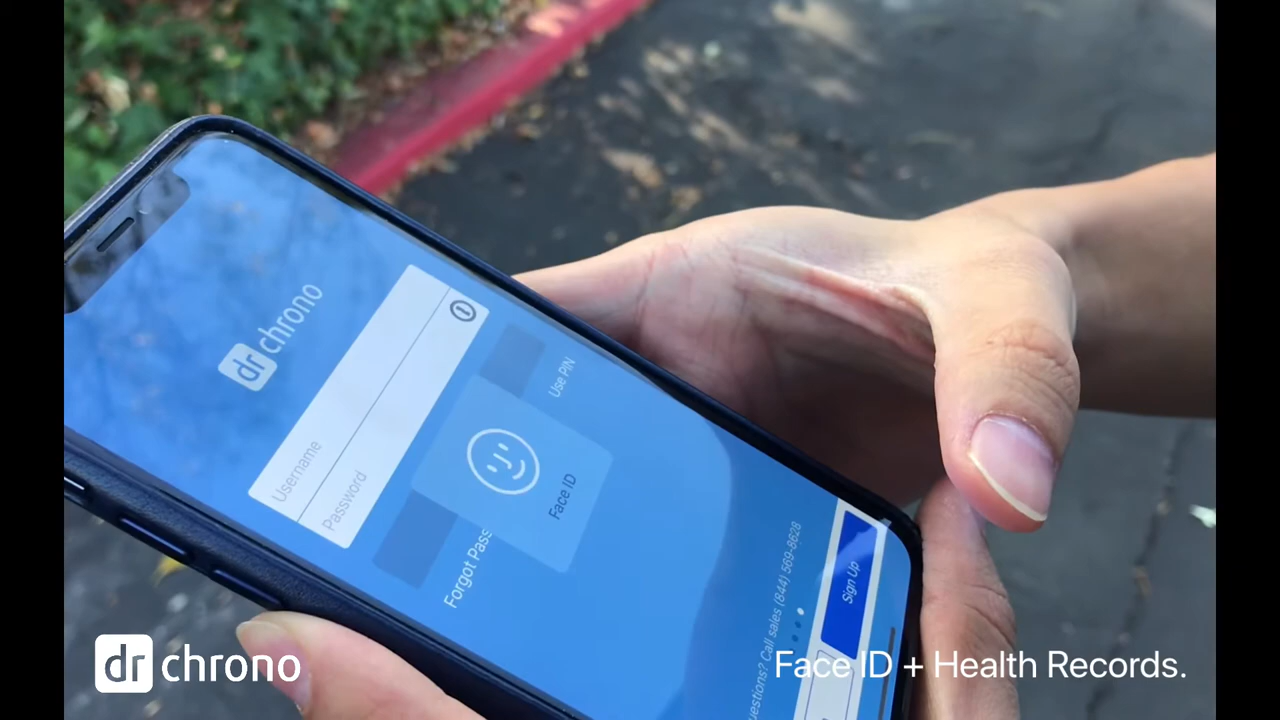 dr chrono
Username
Password
Use PIN
Face ID
Forgot Pass
estions? Call sales (844) 569-8628
Sign Up
dr chrono
Face ID + Health Records.